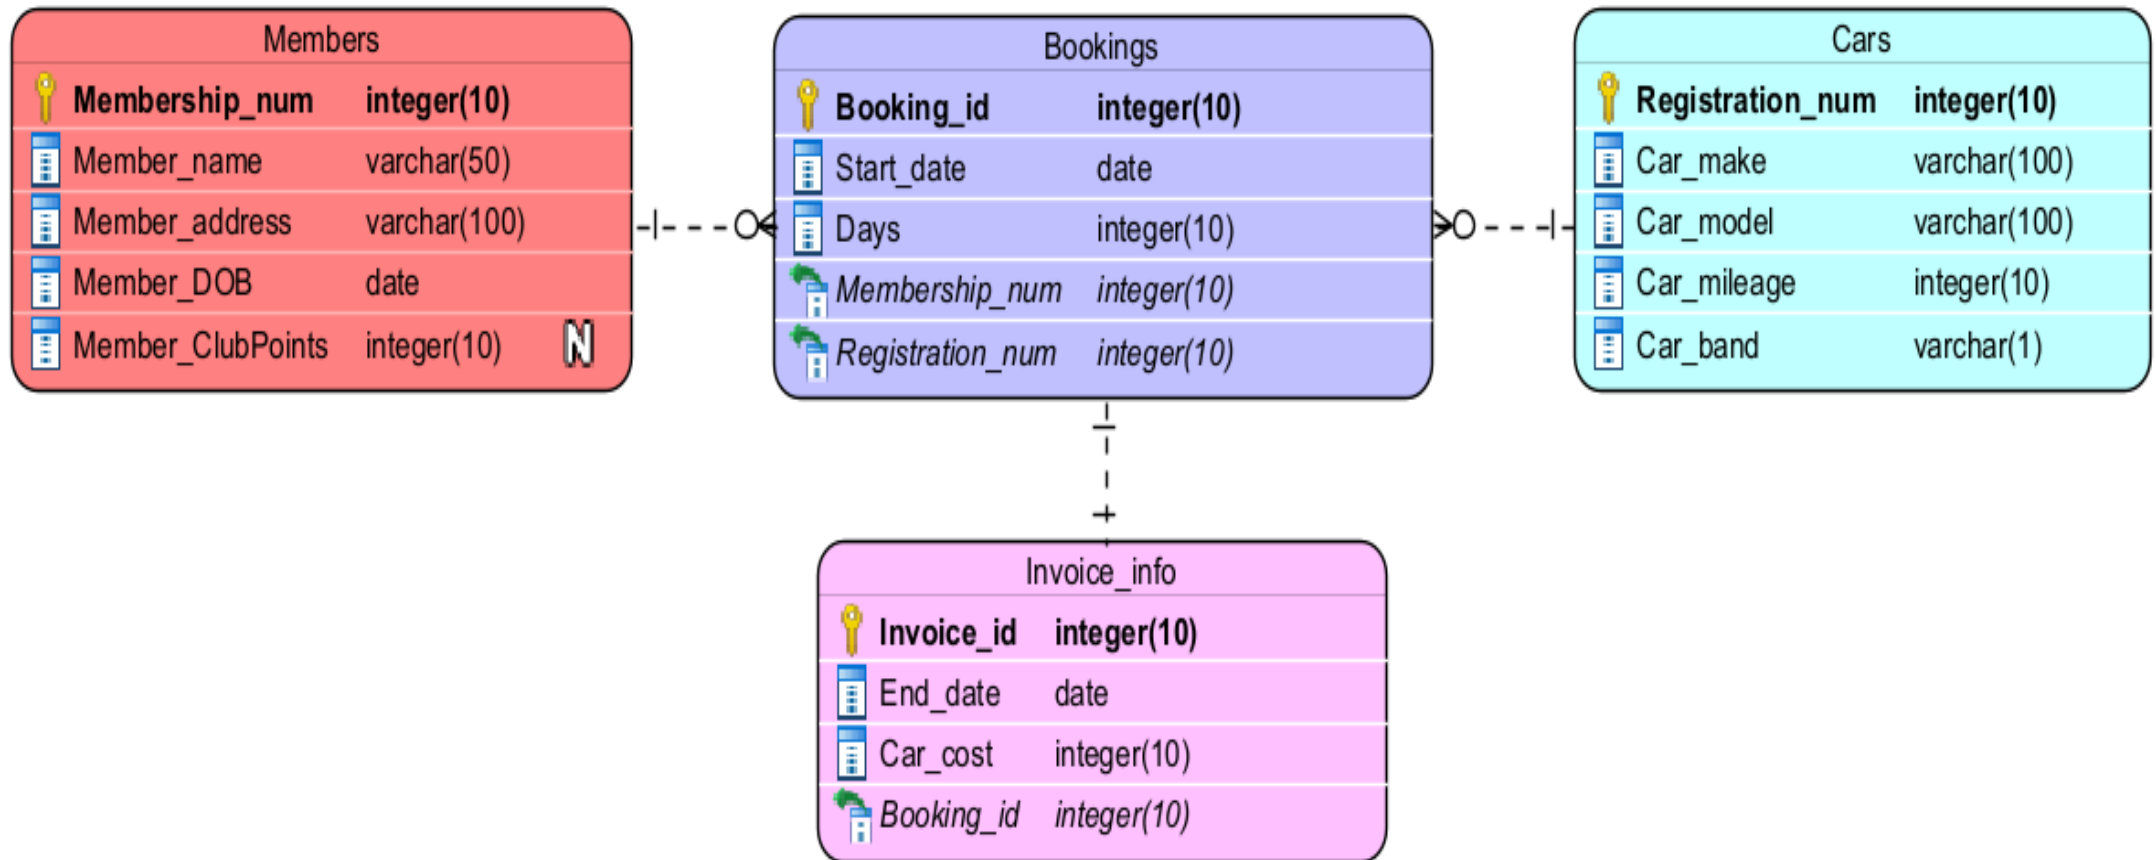 Members
Membership_num integer(10)
Member_name varchar(50)
Member_address varchar(100)
Member_DOB date
Member_ClubPoints integer(10) N
Bookings
Booking_id integer(10)
Start_date date
Days integer(10)
Membership_num integer(10)
Registration_num integer(10)
Cars
Registration_num integer(10)
Car_make varchar(100)
Car_model varchar(100)
Car_mileage integer(10)
Car_band varchar(1)
Invoice_info
Invoice_id integer(10)
End_date date
Car_cost integer(10)
Booking_id integer(10)